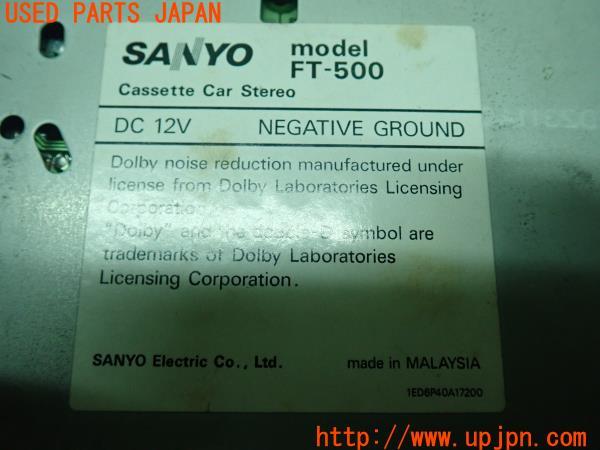 USED PARTS JAPAN
SANYO model
FT-500
Cassette Car Stereo
DC 12V NEGATIVE GROUND
Dolby noise reduction manufactured under
license from Dolby Laboratories Licensing
Corporation.
"Dolby" and the double-D symbol are
trademarks of Dolby Laboratories
Licensing Corporation.
SANYO Electric Co., Ltd. made in MALAYSIA
1ED6P40A17200
http://www.upjpn.com/